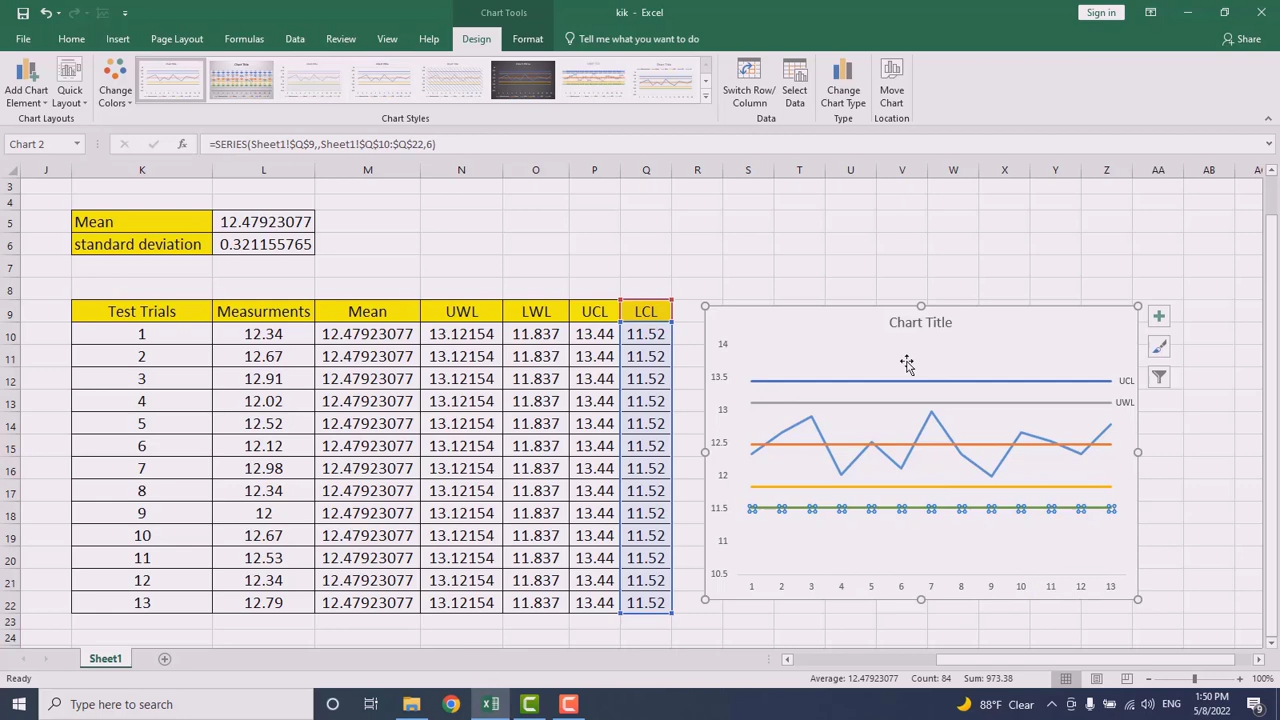 kik - Excel
Chart Tools
Sign in
File Home Insert Page Layout Formulas Data Review View Help Design Format Tell me what you want to do Share
Add Chart Element Quick Layout Change Colors Switch Row/ Column Select Data Change Chart Type Move Chart
Chart Layouts Chart Styles Data Type Location
Chart 2 fx =SERIES(Sheet1!$Q$9,,Sheet1!$Q$10:$Q$22,6)
J K L M N O P Q R S T U V W X Y Z AA AB
3
4
5 Mean 12.47923077
6 standard deviation 0.321155765
7
8
9 Test Trials Measurments Mean UWL LWL UCL LCL
10 1 12.34 12.47923077 13.12154 11.837 13.44 11.52
11 2 12.67 12.47923077 13.12154 11.837 13.44 11.52
12 3 12.91 12.47923077 13.12154 11.837 13.44 11.52
13 4 12.02 12.47923077 13.12154 11.837 13.44 11.52
14 5 12.52 12.47923077 13.12154 11.837 13.44 11.52
15 6 12.12 12.47923077 13.12154 11.837 13.44 11.52
16 7 12.98 12.47923077 13.12154 11.837 13.44 11.52
17 8 12.34 12.47923077 13.12154 11.837 13.44 11.52
18 9 12 12.47923077 13.12154 11.837 13.44 11.52
19 10 12.67 12.47923077 13.12154 11.837 13.44 11.52
20 11 12.53 12.47923077 13.12154 11.837 13.44 11.52
21 12 12.34 12.47923077 13.12154 11.837 13.44 11.52
22 13 12.79 12.47923077 13.12154 11.837 13.44 11.52
23
24
Chart Title
14
13.5 UCL
13 UWL
12.5
12
11.5
11
10.5
1 2 3 4 5 6 7 8 9 10 11 12 13
Sheet1
Ready Average: 12.47923077 Count: 84 Sum: 973.38 100%
Type here to search 88°F Clear ENG 1:50 PM
5/8/2022